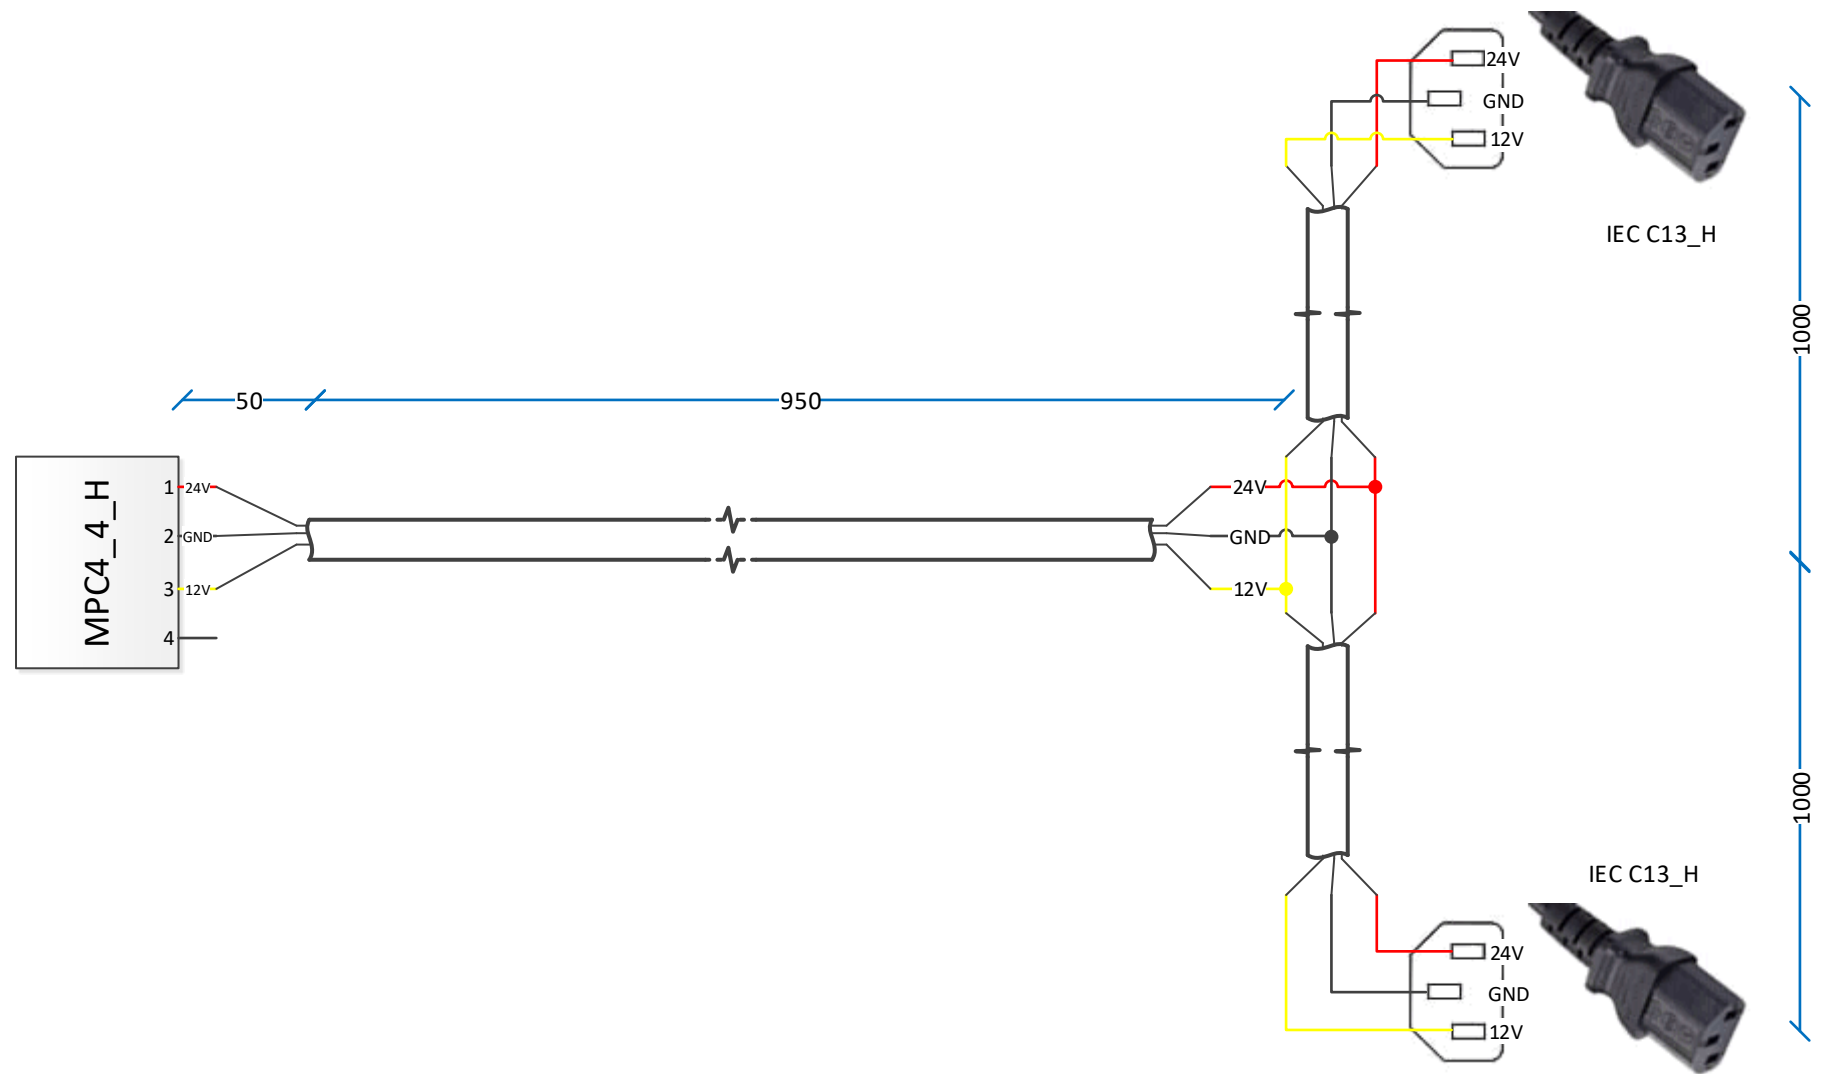 24V
GND
12V
IEC C13_H
1000
50
950
MPC4_4_H
1 24V
2 GND
3 12V
4
24V
GND
12V
1000
IEC C13_H
24V
GND
12V